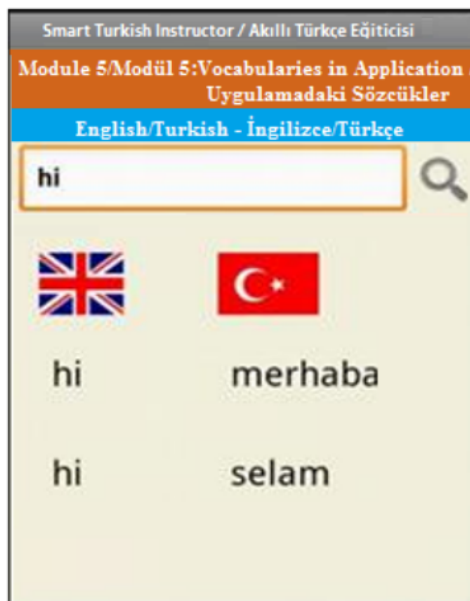 Smart Turkish Instructor / Akıllı Türkçe Eğiticisi
Module 5/Modül 5:Vocabularies in Application
Uygulamadaki Sözcükler
English/Turkish - İngilizce/Türkçe
hi
hi merhaba
hi selam